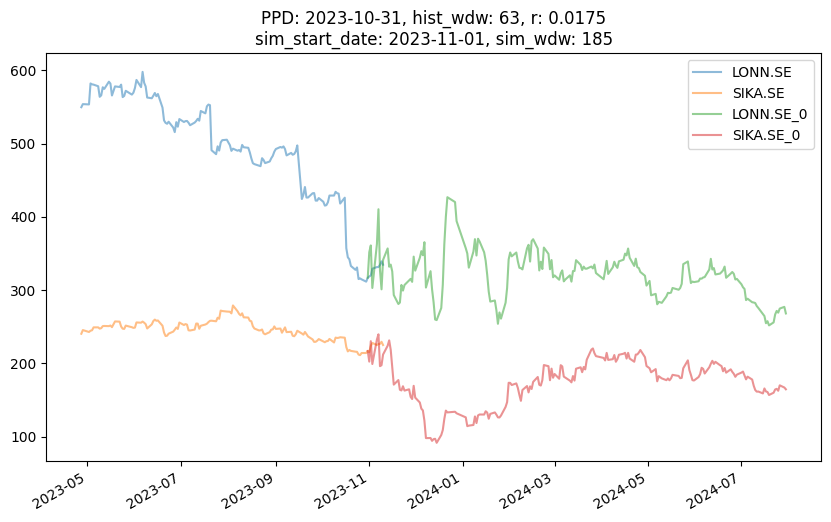 PPD: 2023-10-31, hist_wdw: 63, r: 0.0175
sim_start_date: 2023-11-01, sim_wdw: 185
LONN.SE
SIKA.SE
LONN.SE_0
SIKA.SE_0
600
500
400
300
200
100
2023-05
2023-07
2023-09
2023-11
2024-01
2024-03
2024-05
2024-07